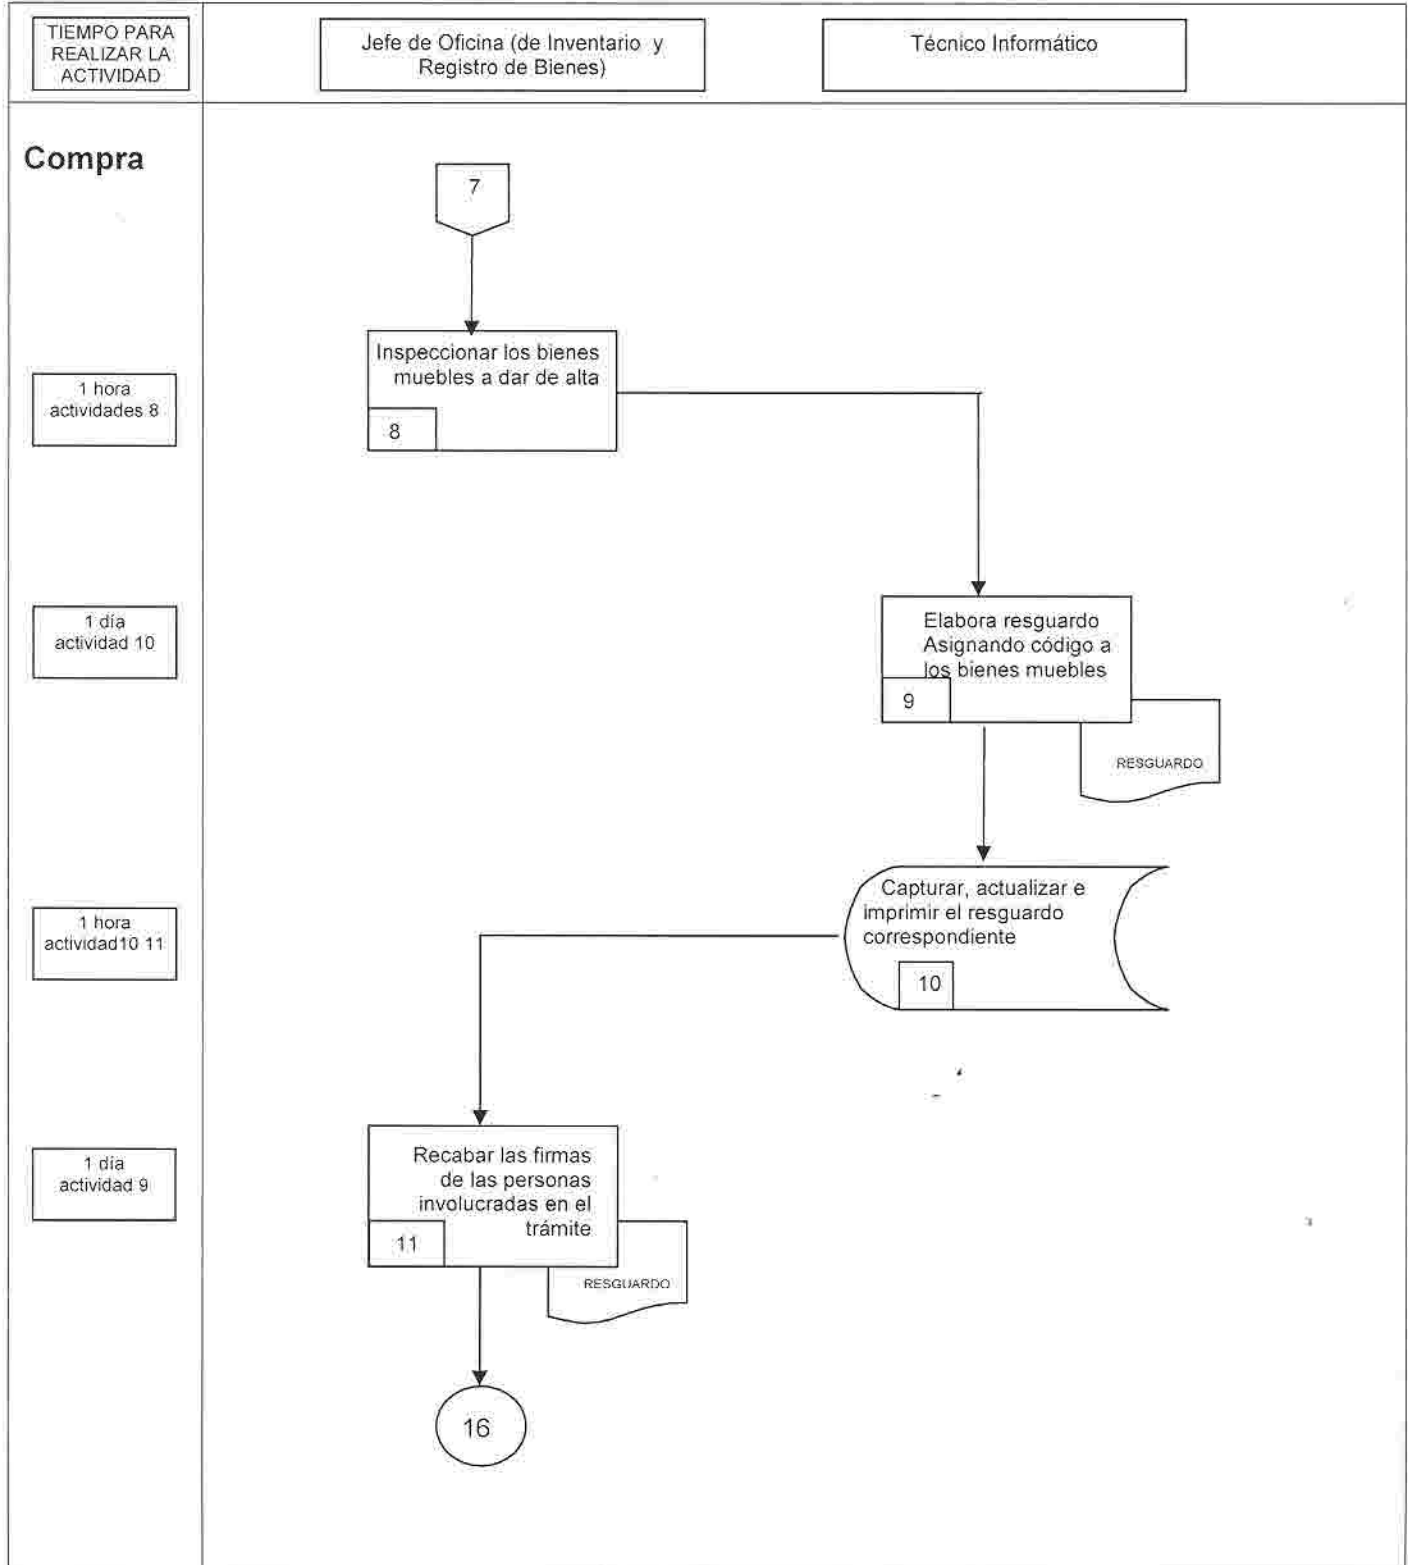 TIEMPO PARA
REALIZAR LA
ACTIVIDAD
Jefe de Oficina (de Inventario y
Registro de Bienes)
Técnico Informático
Compra
7
Inspeccionar los bienes
muebles a dar de alta
8
1 hora
actividades 8
1 día
actividad 10
Elabora resguardo
Asignando código a
los bienes muebles
9
RESGUARDO
Capturar, actualizar e
imprimir el resguardo
correspondiente
10
1 hora
actividad10 11
1 día
actividad 9
Recabar las firmas
de las personas
involucradas en el
trámite
11
RESGUARDO
16